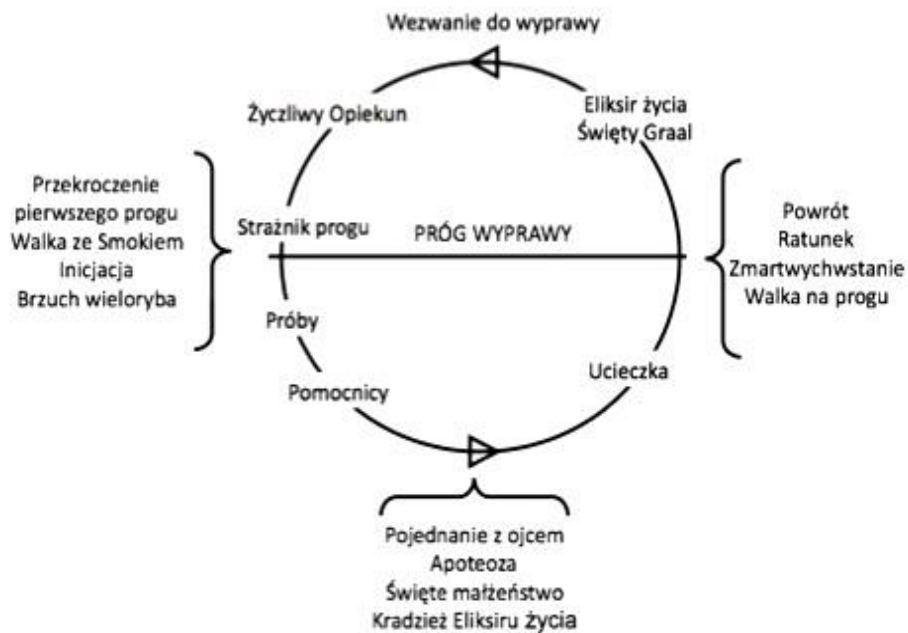 Wezwanie do wyprawy
Życzliwy Opiekun
Eliksir życia
Święty Graal
Przekroczenie
pierwszego progu
Walka ze Smokiem
Inicjacja
Brzuch wieloryba
Strażnik progu
PRÓG WYPRAWY
Powrót
Ratunek
Zmartwychwstanie
Walka na progu
Próby
Pomocnicy
Ucieczka
Pojednanie z ojcem
Apoteoza
Święte małżeństwo
Kradzież Eliksiru życia